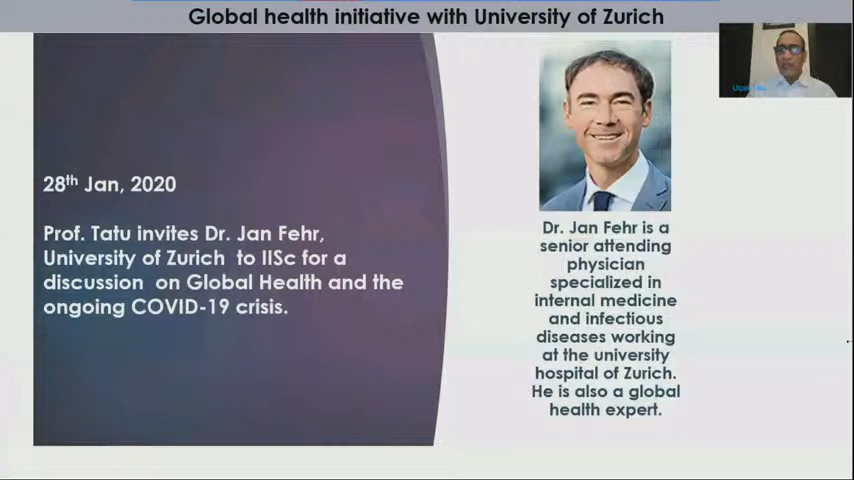 Global health initiative with University of Zurich
28th Jan, 2020
Prof. Tatu invites Dr. Jan Fehr,
University of Zurich to IISc for a
discussion on Global Health and the
ongoing COVID-19 crisis.
Dr. Jan Fehr is a
senior attending
physician
specialized in
internal medicine
and infectious
diseases working
at the university
hospital of Zurich.
He is also a global
health expert.